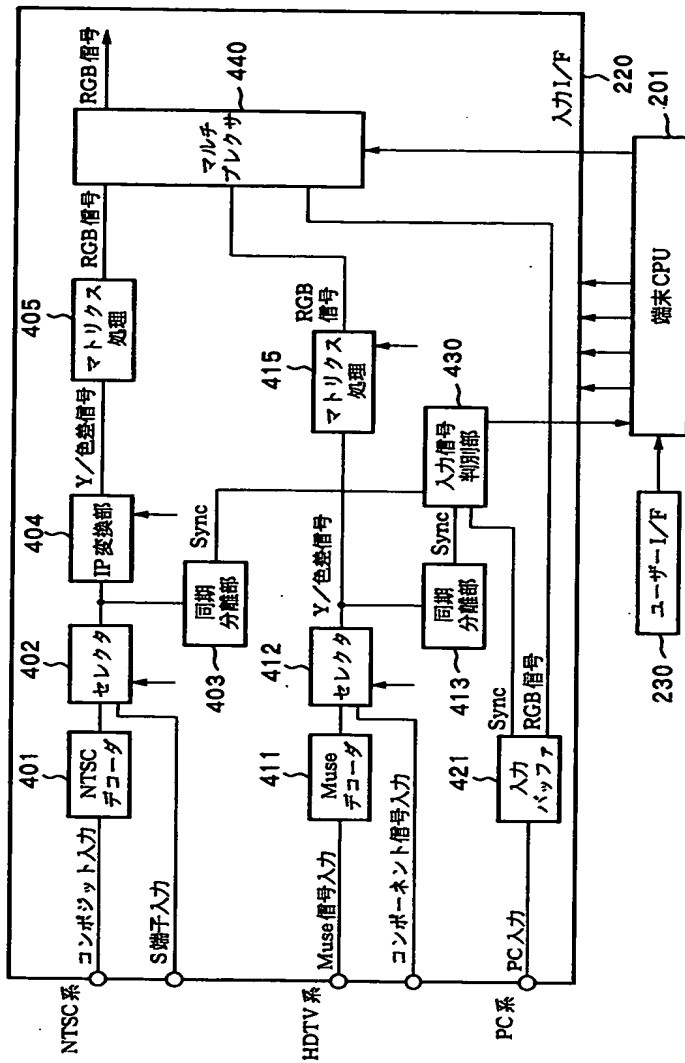 NTSC系
コンポジット入力
S端子入力
401
NTSC
デコーダ
402
セレクタ
404
IP変換部
Y/色差信号
405
マトリクス
処理
RGB信号
マルチ
プレクサ
440
RGB信号
同期
分離部
403
Sync
HDTV系
Muse信号入力
コンポーネント信号入力
411
Muse
デコーダ
412
セレクタ
Y/色差信号
415
マトリクス
処理
RGB
信号
同期
分離部
413
Sync
430
入力信号
判別部
PC系
PC入力
421
入力
バッファ
Sync
RGB信号
入力I/F
220
201
端末CPU
ユーザーI/F
230